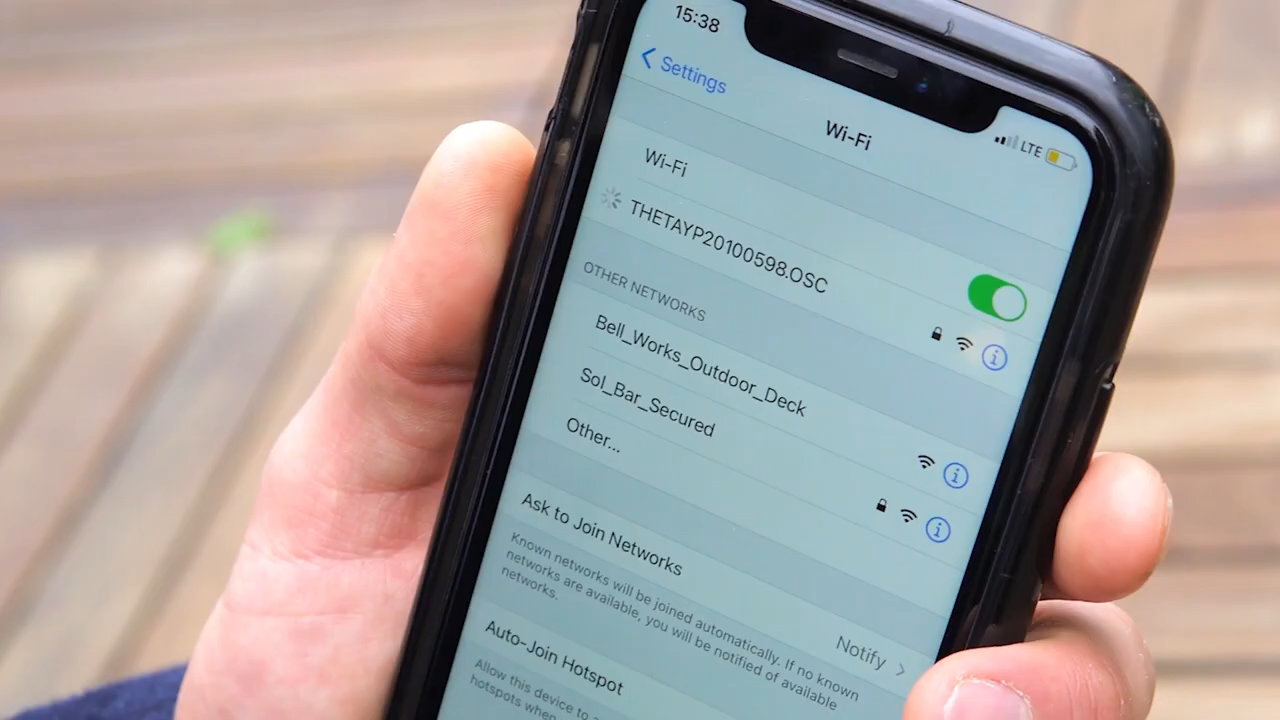 15:38
LTE
Settings
Wi-Fi
Wi-Fi
THETAYP20100598.OSC
OTHER NETWORKS
Bell_Works_Outdoor_Deck
Sol_Bar_Secured
Other...
Ask to Join Networks
Notify
Known networks will be joined automatically. If no known
networks are available, you will be notified of available
networks.
Auto-Join Hotspot
Allow this device to
hotspots when